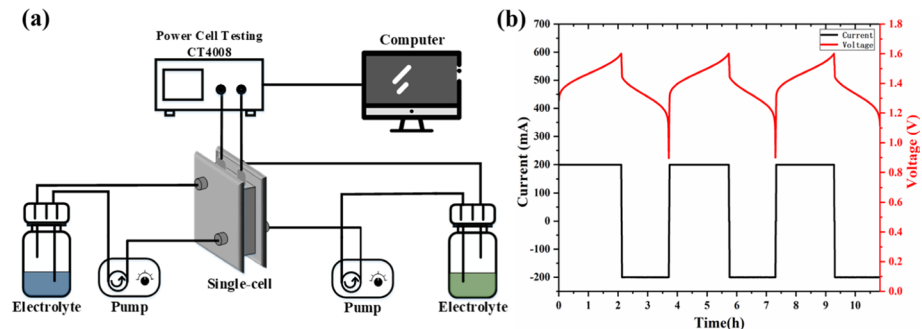 (a)
Power Cell Testing
CT4008
Computer
Electrolyte
Pump
Single-cell
Pump
Electrolyte
(b)
Current
Voltage
Current (mA)
700
600
500
400
300
200
100
0
-100
-200
Voltage (V)
1.8
1.6
1.4
1.2
1.0
0.8
0.6
0.4
0.2
0.0
0 1 2 3 4 5 6 7 8 9 10
Time(h)